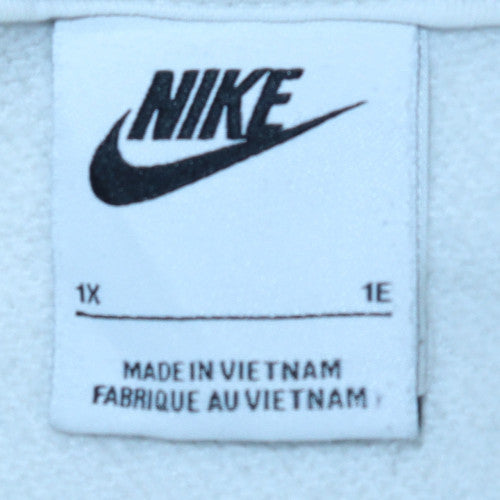 NIKE
1X 1E
MADE IN VIETNAM
FABRIQUE AU VIETNAM